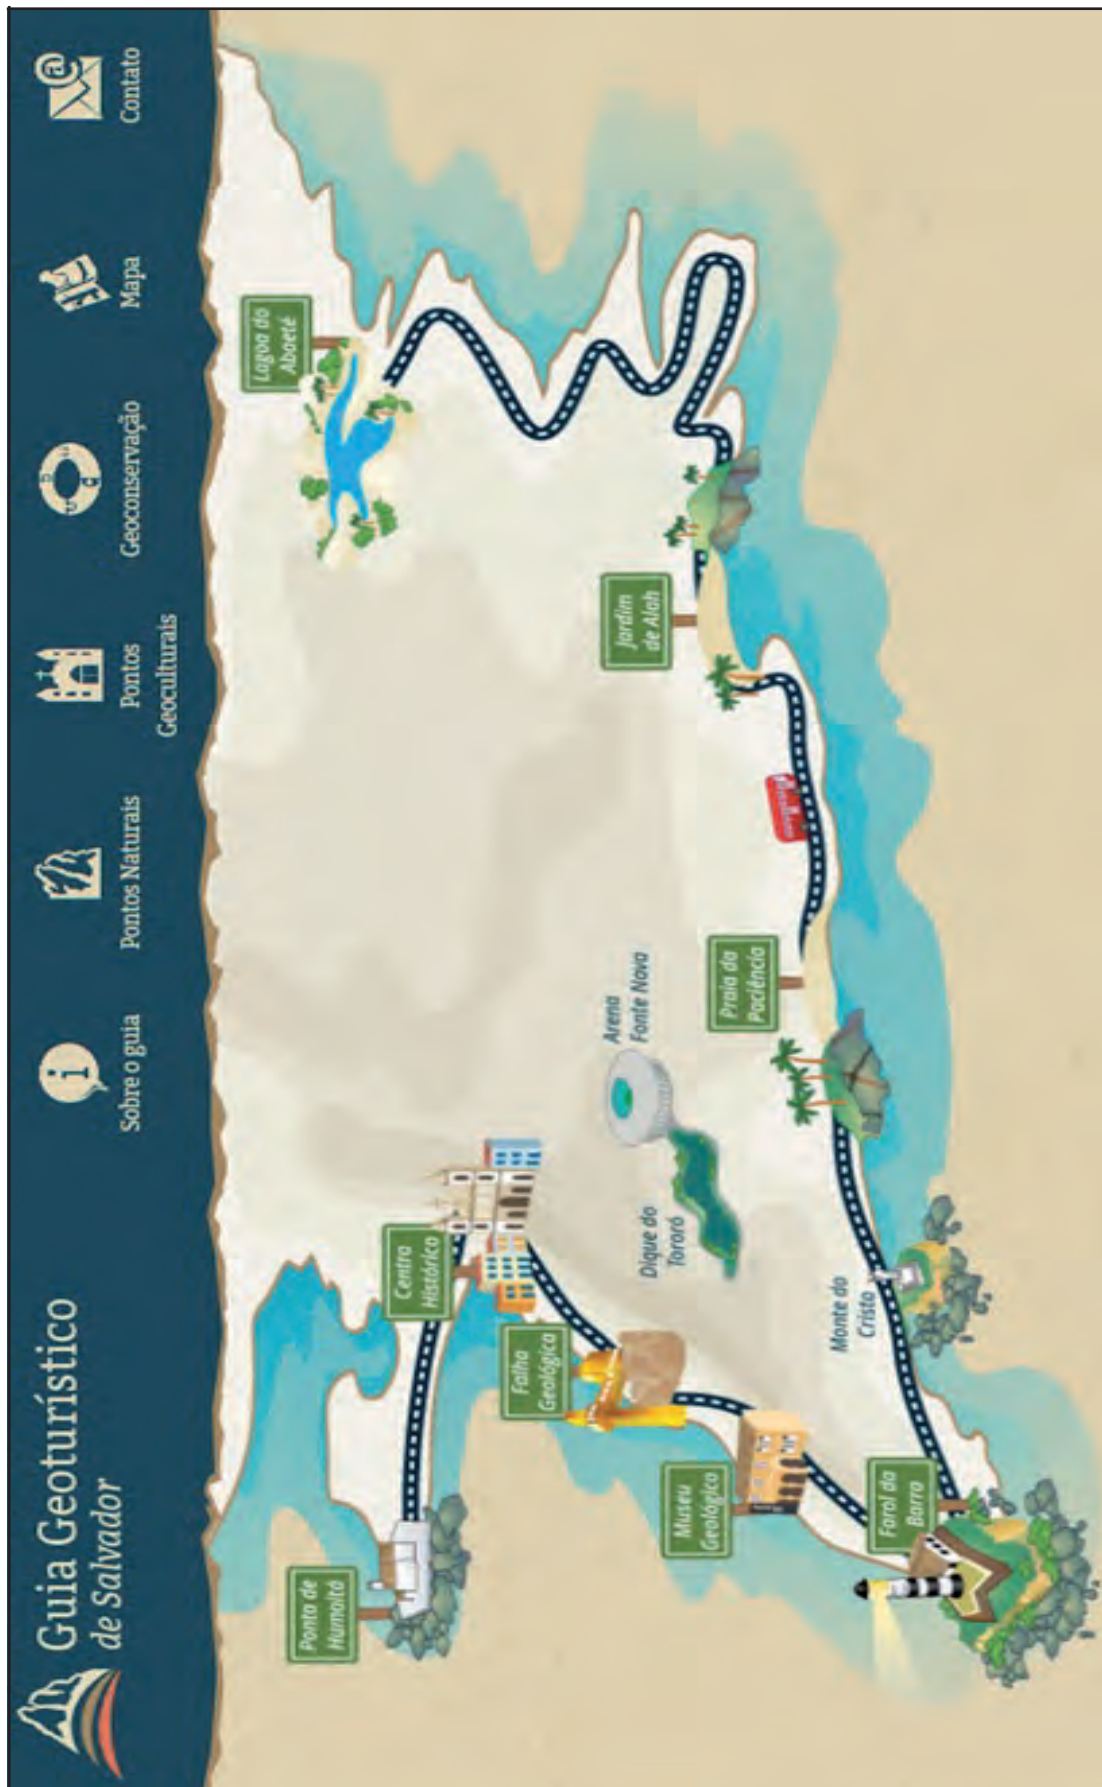 Guia Geoturístico
de Salvador
Sobre o guia
Pontos Naturais
Pontos
Geoculturais
Geoconservação
Mapa
Contato
Ponta de
Humaitá
Centro
Histórico
Lagoa do
Abaeté
Falha
Geológica
Arena
Fonte Nova
Jardim
de Alah
Dique do
Tororó
Museu
Geológico
Praia da
Paciência
Monte do
Cristo
Farol da
Barra